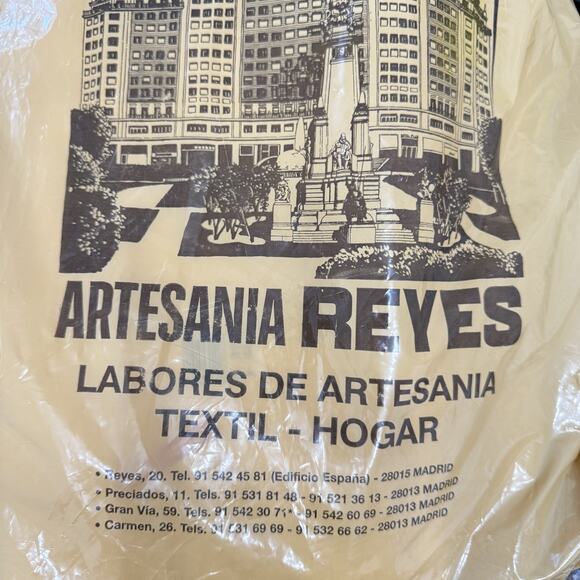 ARTESANIA REYES
LABORES DE ARTESANIA
TEXTIL - HOGAR
• Reyes, 20. Tel. 91 542 45 81 (Edificio España) - 28015 MADRID
• Preciados, 11. Tels. 91 531 81 48 - 91 521 36 13 - 28013 MADRID
• Gran Vía, 59. Tels. 91 542 30 71* - 91 542 60 69 - 28013 MADRID
• Carmen, 26. Tels. 91 531 69 69 - 91 532 66 62 - 28013 MADRID